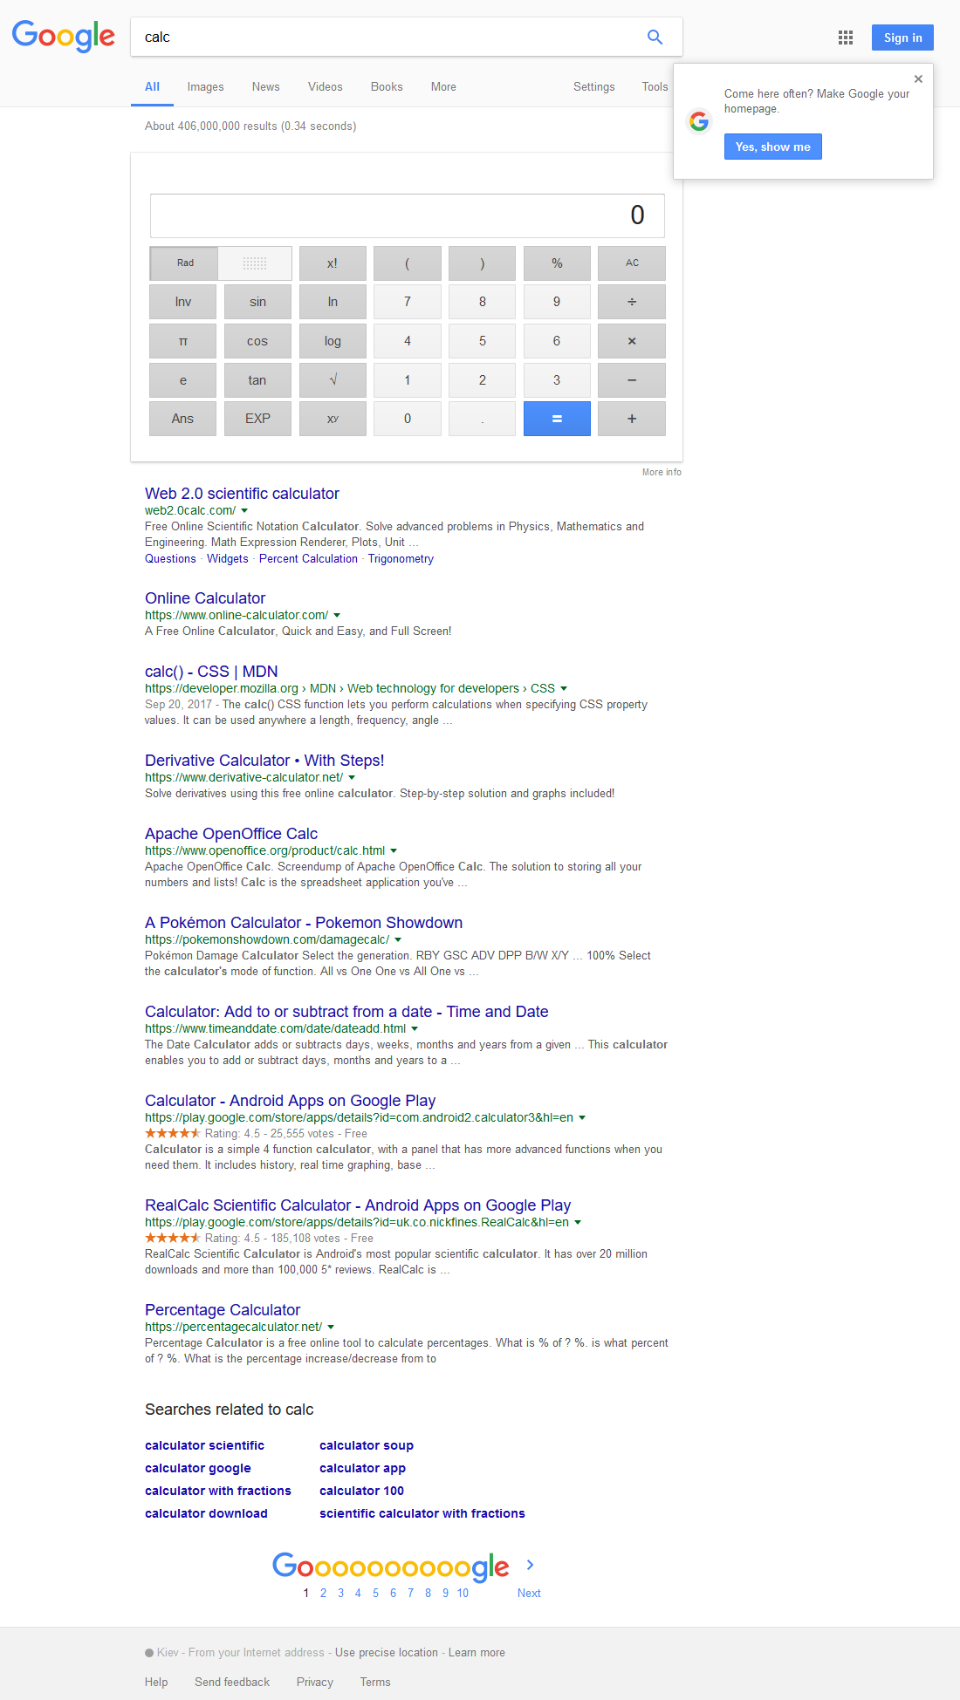 Google
calc
Sign in
All Images News Videos Books More Settings Tools
Come here often? Make Google your
homepage.
Yes, show me
About 406,000,000 results (0.34 seconds)
0
Rad x! ( ) % AC
Inv sin ln 7 8 9 ÷
π cos log 4 5 6 ×
e tan √ 1 2 3 −
Ans EXP xʸ 0 . = +
More info
Web 2.0 scientific calculator
web2.0calc.com/
Free Online Scientific Notation Calculator. Solve advanced problems in Physics, Mathematics and
Engineering. Math Expression Renderer, Plots, Unit ...
Questions · Widgets · Percent Calculation · Trigonometry
Online Calculator
https://www.online-calculator.com/
A Free Online Calculator, Quick and Easy, and Full Screen!
calc() - CSS | MDN
https://developer.mozilla.org › MDN › Web technology for developers › CSS
Sep 20, 2017 - The calc() CSS function lets you perform calculations when specifying CSS property
values. It can be used anywhere a length, frequency, angle ...
Derivative Calculator • With Steps!
https://www.derivative-calculator.net/
Solve derivatives using this free online calculator. Step-by-step solution and graphs included!
Apache OpenOffice Calc
https://www.openoffice.org/product/calc.html
Apache OpenOffice Calc. Screendump of Apache OpenOffice Calc. The solution to storing all your
numbers and lists! Calc is the spreadsheet application you've ...
A Pokémon Calculator - Pokemon Showdown
https://pokemonshowdown.com/damagecalc/
Pokémon Damage Calculator Select the generation. RBY GSC ADV DPP B/W X/Y ... 100% Select
the calculator's mode of function. All vs One One vs All One vs ...
Calculator: Add to or subtract from a date - Time and Date
https://www.timeanddate.com/date/dateadd.html
The Date Calculator adds or subtracts days, weeks, months and years from a given ... This calculator
enables you to add or subtract days, months and years to a ...
Calculator - Android Apps on Google Play
https://play.google.com/store/apps/details?id=com.android2.calculator3&hl=en
Rating: 4.5 - 25,555 votes - Free
Calculator is a simple 4 function calculator, with a panel that has more advanced functions when you
need them. It includes history, real time graphing, base ...
RealCalc Scientific Calculator - Android Apps on Google Play
https://play.google.com/store/apps/details?id=uk.co.nickfines.RealCalc&hl=en
Rating: 4.5 - 185,108 votes - Free
RealCalc Scientific Calculator is Android's most popular scientific calculator. It has over 20 million
downloads and more than 100,000 5* reviews. RealCalc is ...
Percentage Calculator
https://percentagecalculator.net/
Percentage Calculator is a free online tool to calculate percentages. What is % of ? %. is what percent
of ? %. What is the percentage increase/decrease from to
Searches related to calc
calculator scientific calculator soup
calculator google calculator app
calculator with fractions calculator 100
calculator download scientific calculator with fractions
Goooooooooogle
1 2 3 4 5 6 7 8 9 10 Next
Kiev - From your Internet address - Use precise location - Learn more
Help Send feedback Privacy Terms